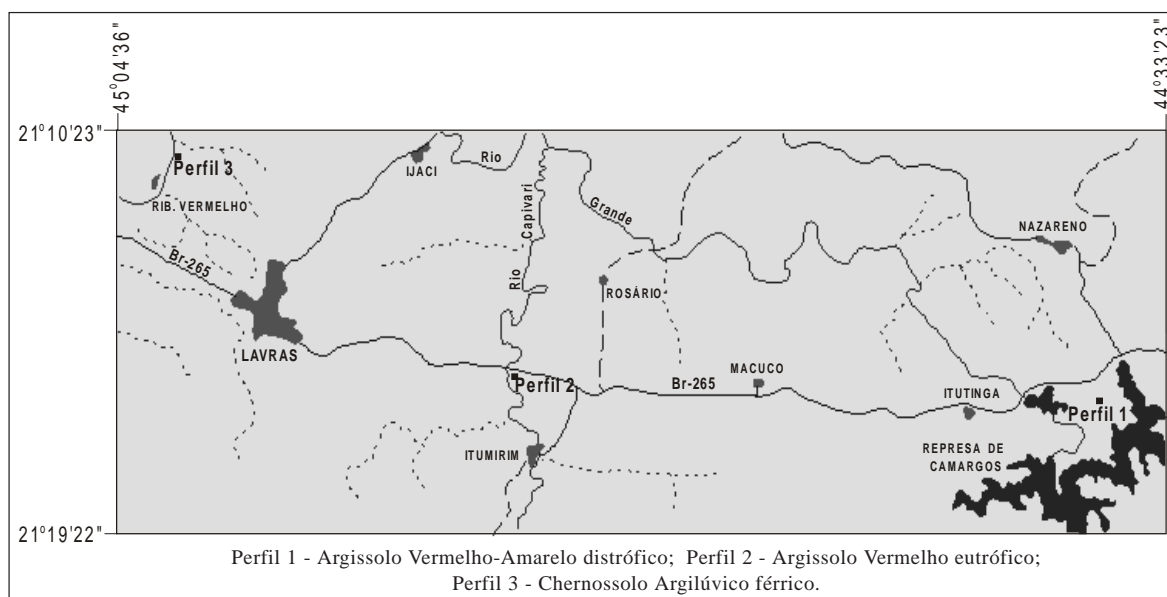 45°04'36"
44°33'23"
21°10'23"
Perfil 3
RIB. VERMELHO
IJACI
Rio
Capivari
Rio
Grande
NAZARENO
Br-265
ROSÁRIO
LAVRAS
MACUCO
Perfil 2
Br-265
ITUTINGA
Perfil 1
ITUMIRIM
REPRESA DE
CAMARGOS
21°19'22"
Perfil 1 - Argissolo Vermelho-Amarelo distrófico; Perfil 2 - Argissolo Vermelho eutrófico;
Perfil 3 - Chernossolo Argilúvico férrico.